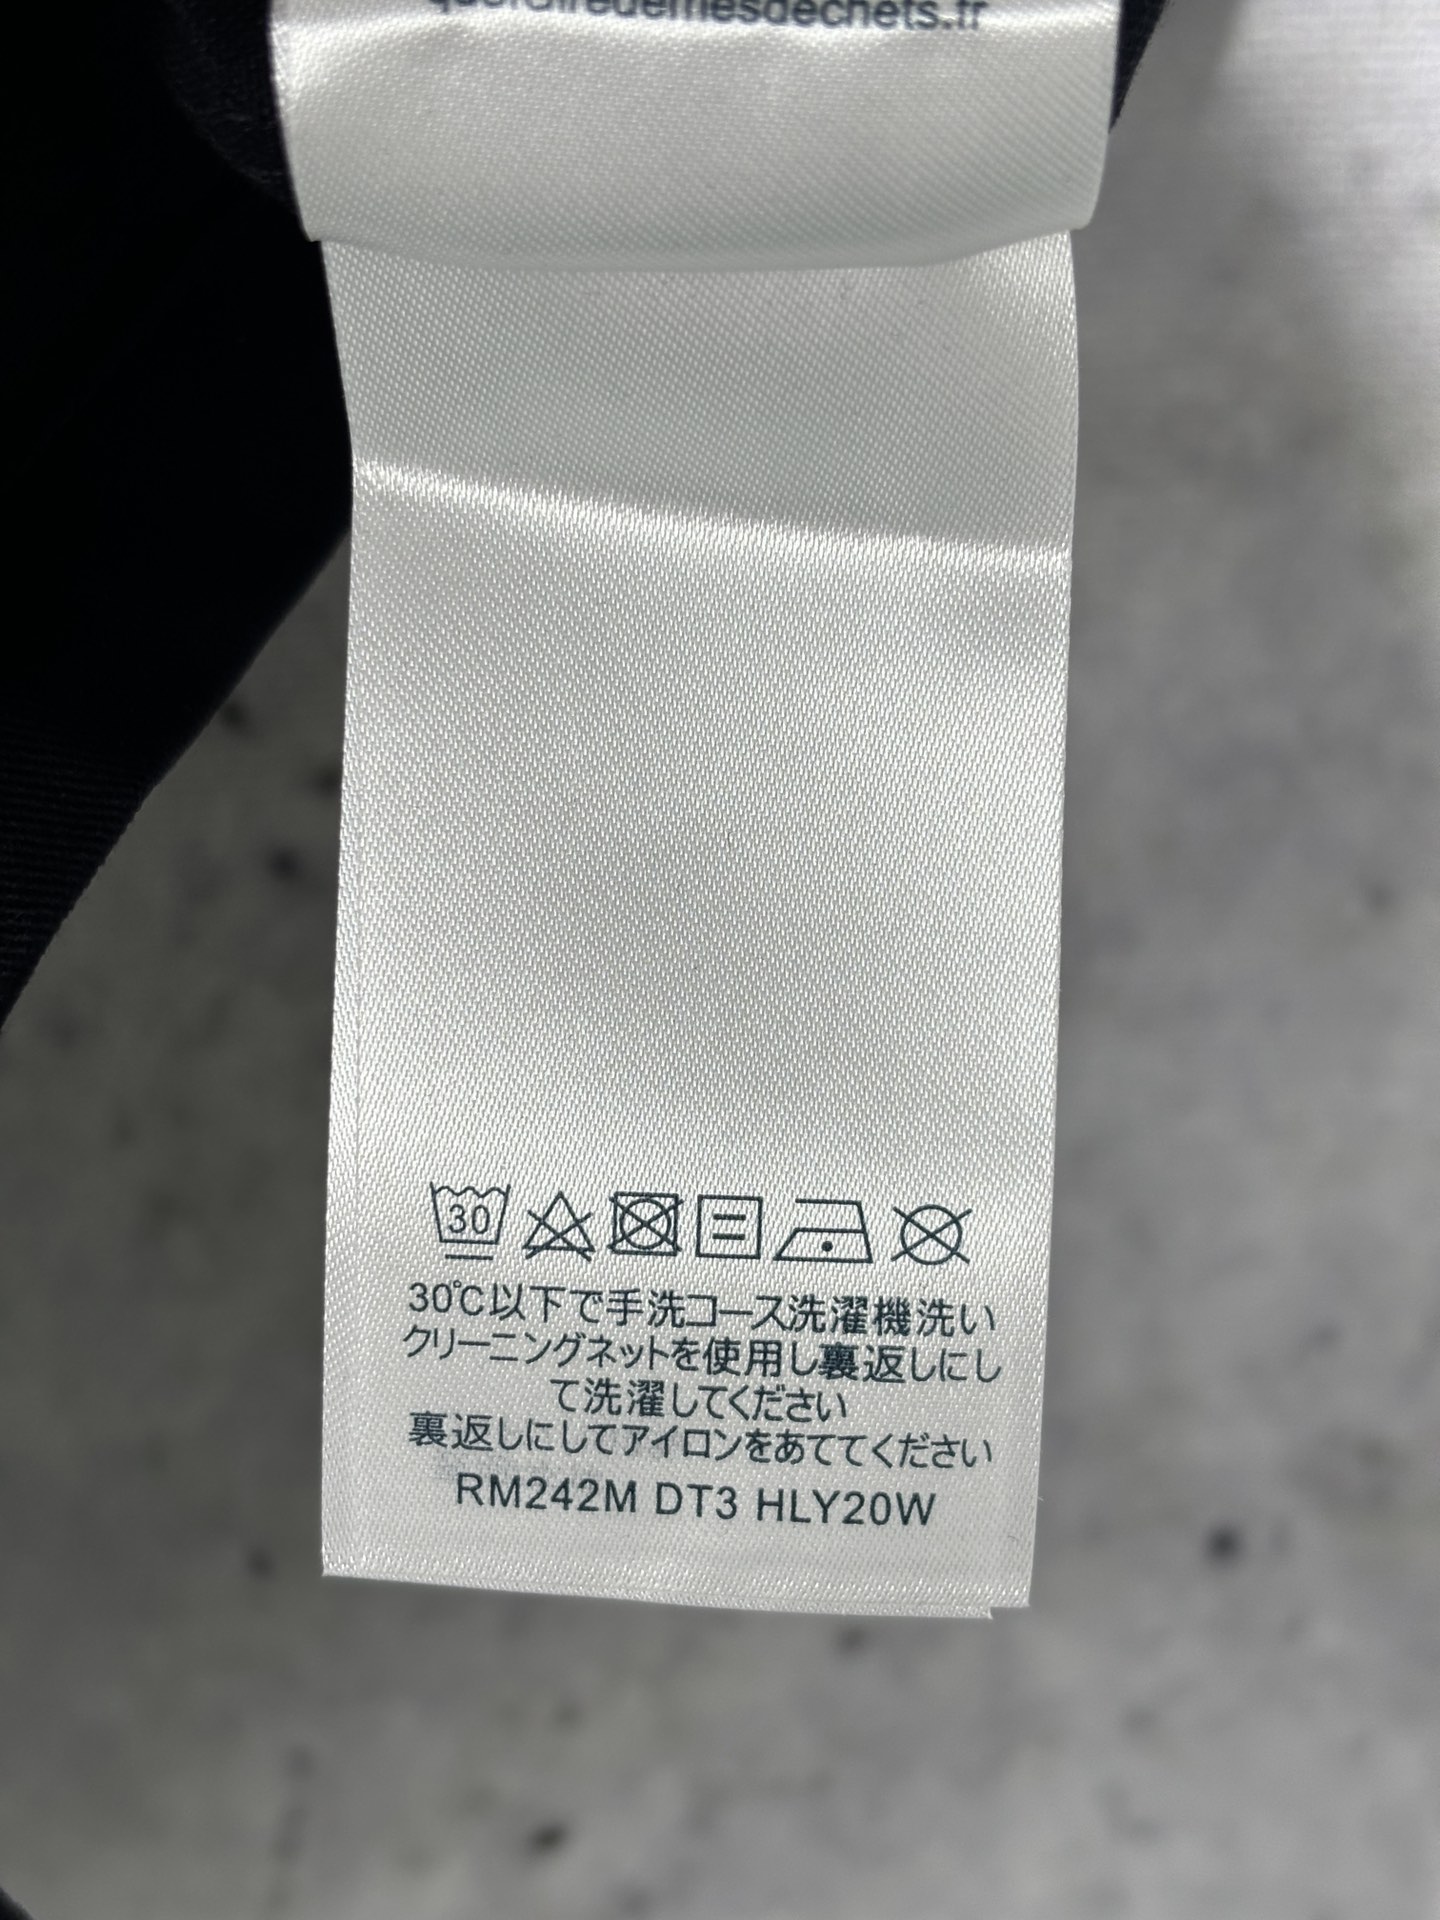 quefairedemesdechets.fr
30
30℃以下で手洗コース洗濯機洗い
クリーニングネットを使用し裏返しにし
て洗濯してください
裏返しにしてアイロンをあててください
RM242M DT3 HLY20W